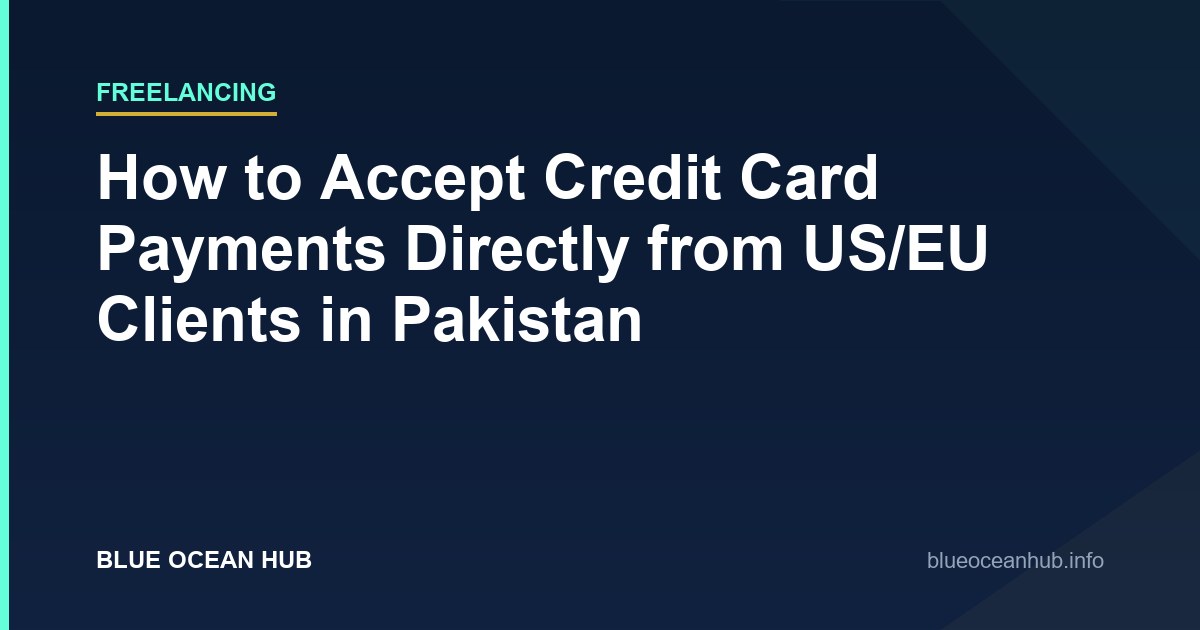 FREELANCING
How to Accept Credit Card
Payments Directly from US/EU
Clients in Pakistan
BLUE OCEAN HUB
blueoceanhub.info